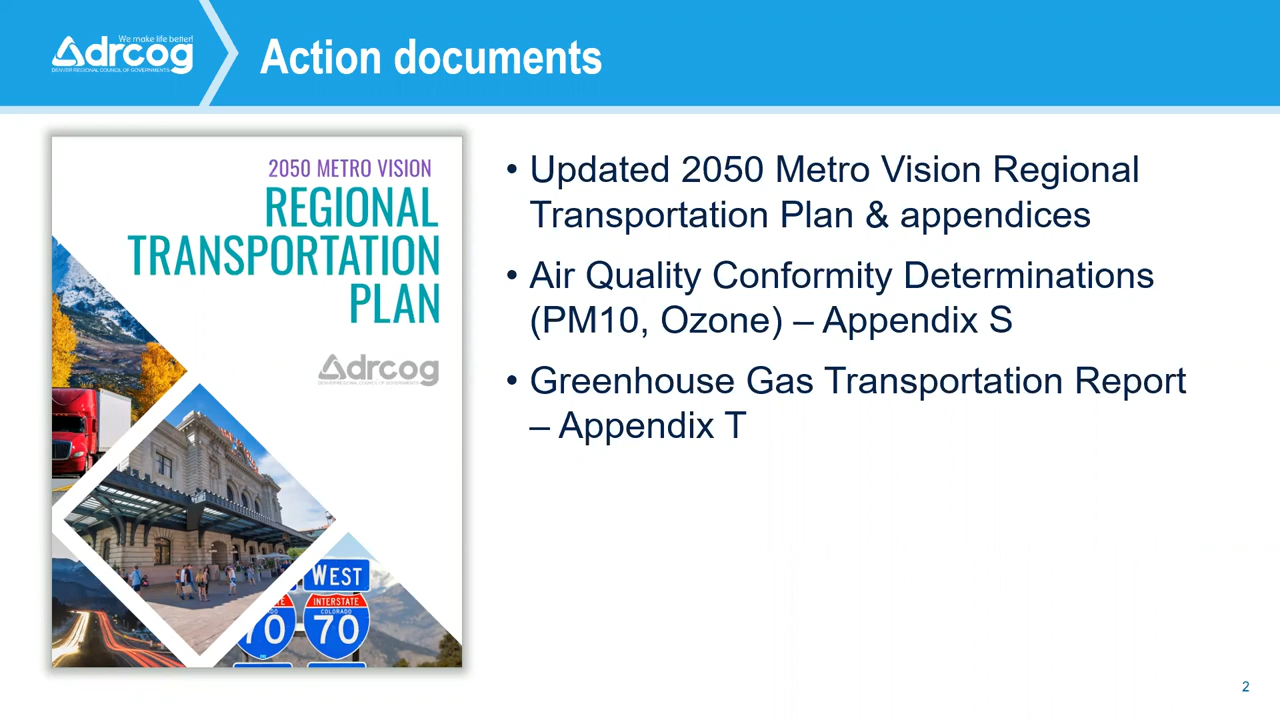 We make life better!
drcog
DENVER REGIONAL COUNCIL OF GOVERNMENTS
Action documents
2050 METRO VISION
REGIONAL
TRANSPORTATION
PLAN
drcog
DENVER REGIONAL COUNCIL OF GOVERNMENTS
WEST
INTERSTATE
COLORADO
70
70
• Updated 2050 Metro Vision Regional
Transportation Plan & appendices
• Air Quality Conformity Determinations
(PM10, Ozone) – Appendix S
• Greenhouse Gas Transportation Report
– Appendix T
2